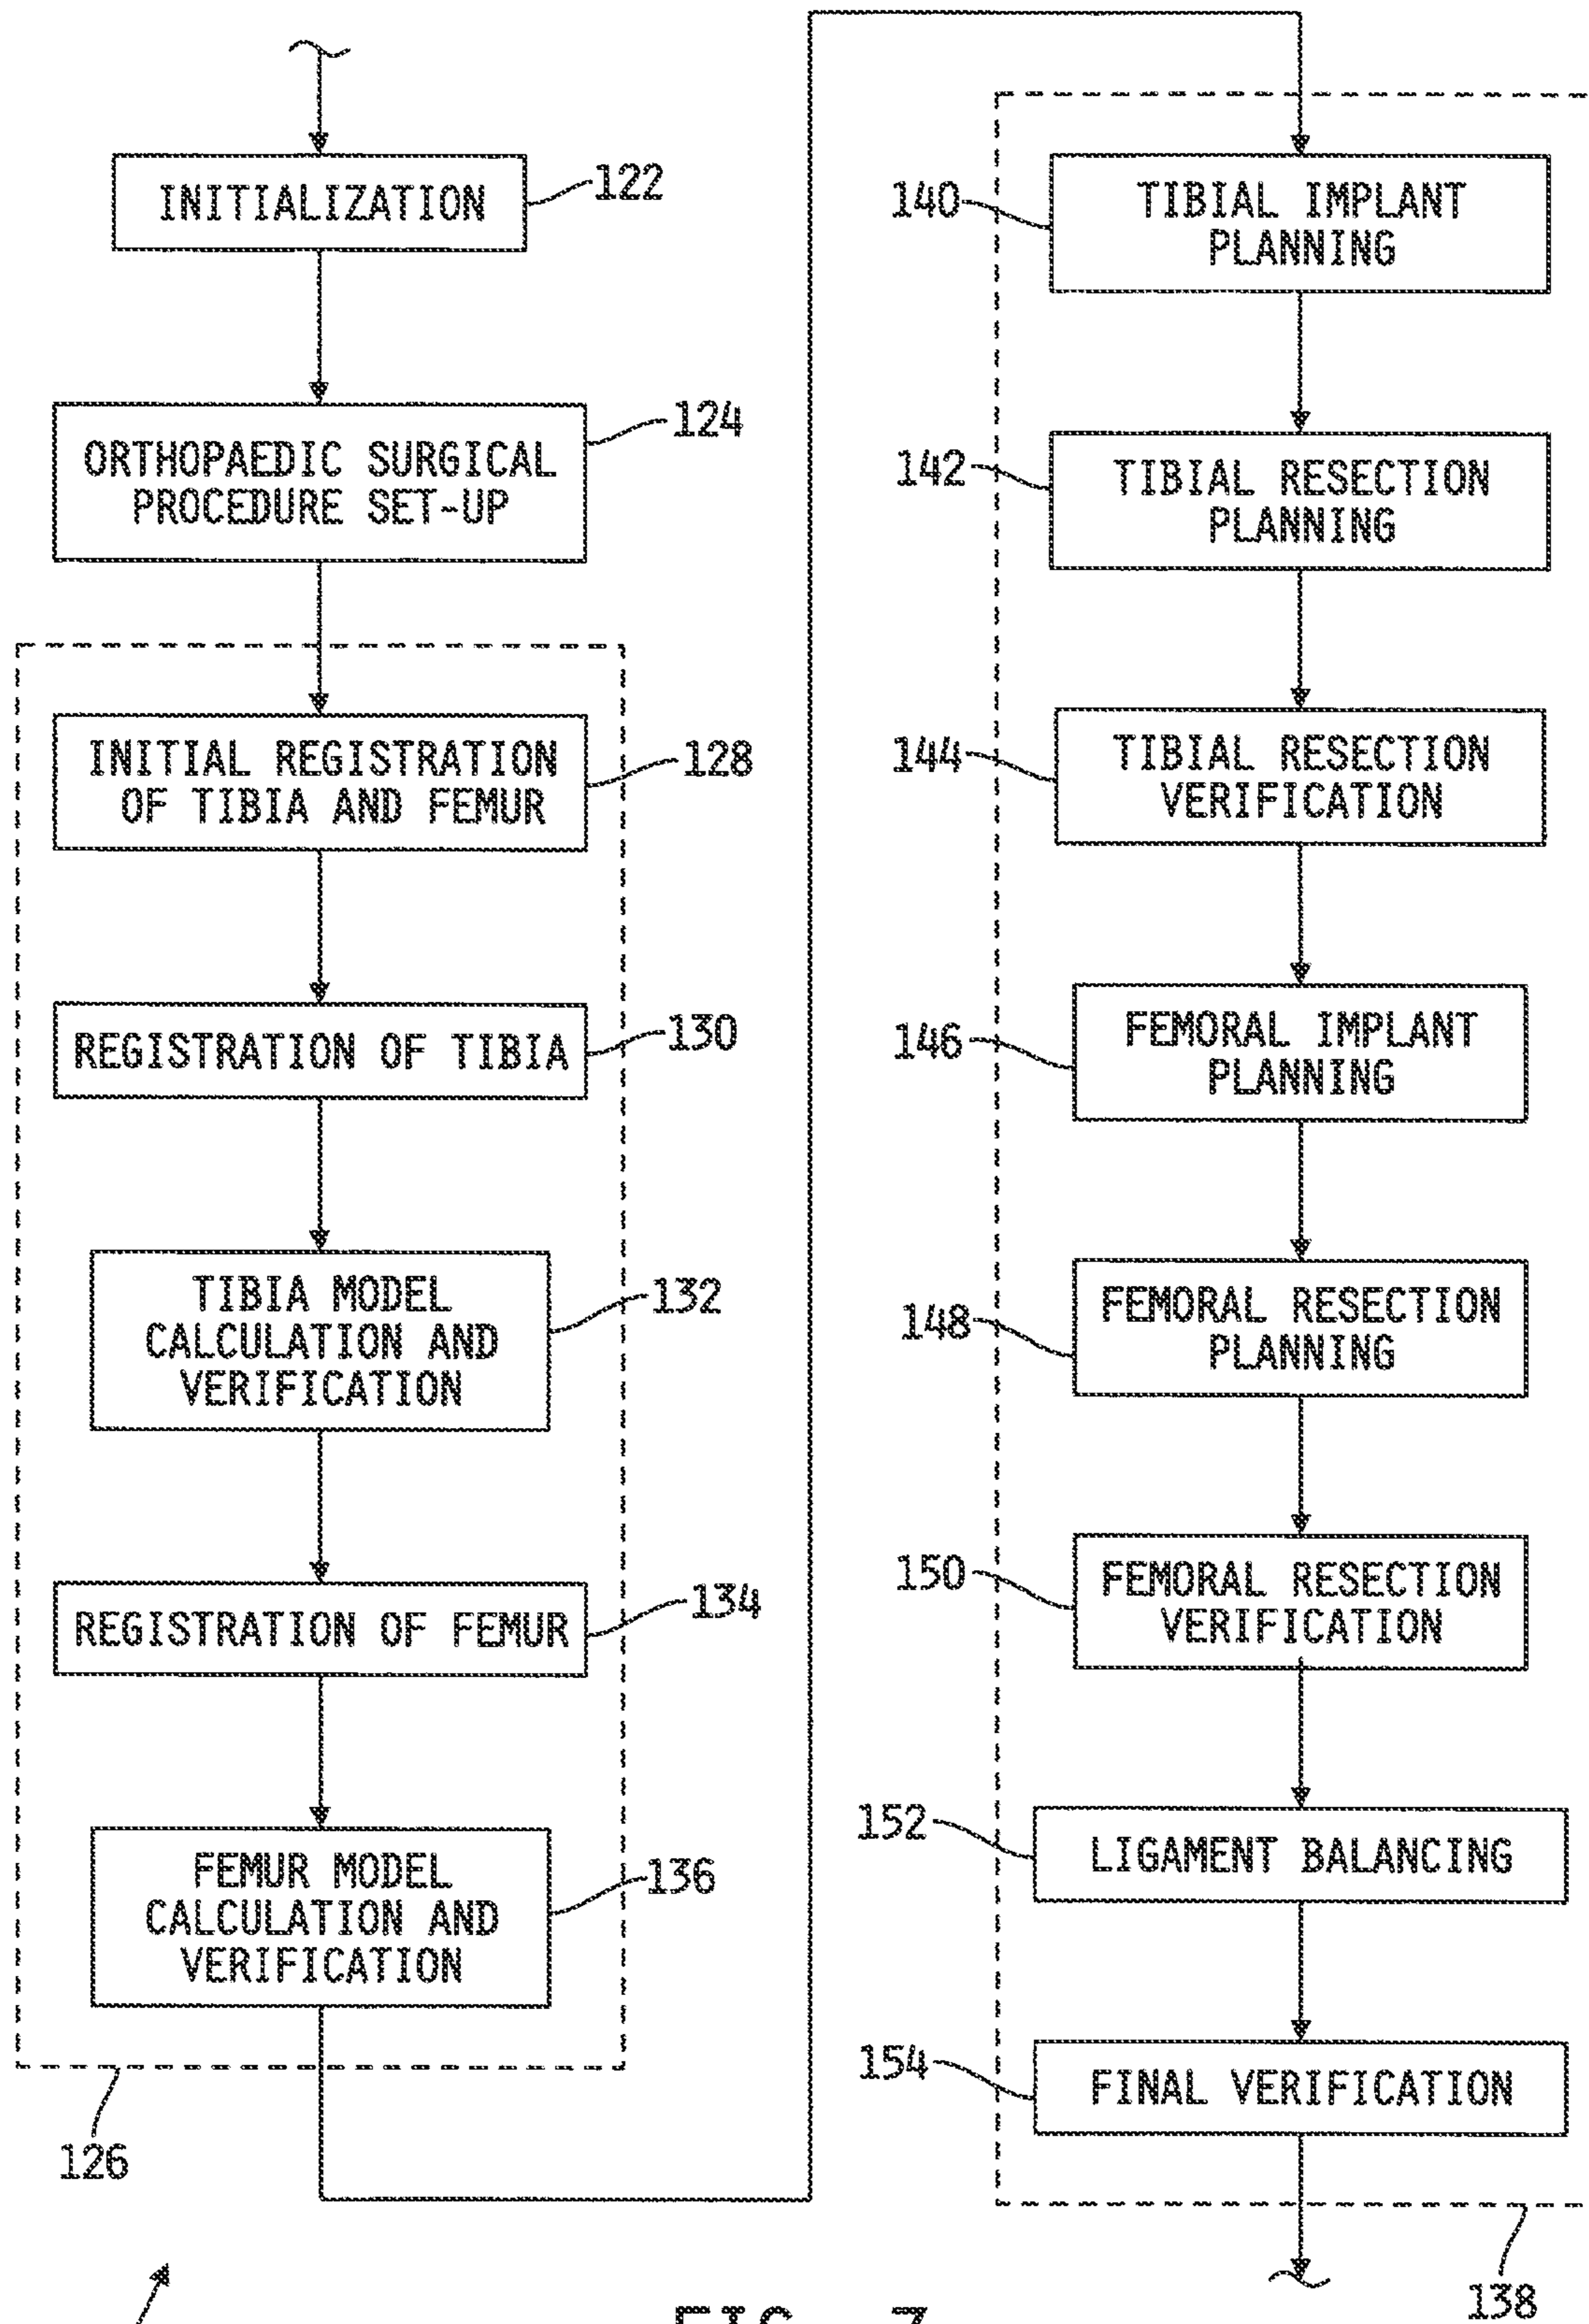 INITIALIZATION
122
ORTHOPAEDIC SURGICAL
PROCEDURE SET-UP
124
INITIAL REGISTRATION
OF TIBIA AND FEMUR
128
REGISTRATION OF TIBIA
130
TIBIA MODEL
CALCULATION AND
VERIFICATION
132
REGISTRATION OF FEMUR
134
FEMUR MODEL
CALCULATION AND
VERIFICATION
136
126
140
TIBIAL IMPLANT
PLANNING
142
TIBIAL RESECTION
PLANNING
144
TIBIAL RESECTION
VERIFICATION
146
FEMORAL IMPLANT
PLANNING
148
FEMORAL RESECTION
PLANNING
150
FEMORAL RESECTION
VERIFICATION
152
LIGAMENT BALANCING
154
FINAL VERIFICATION
138